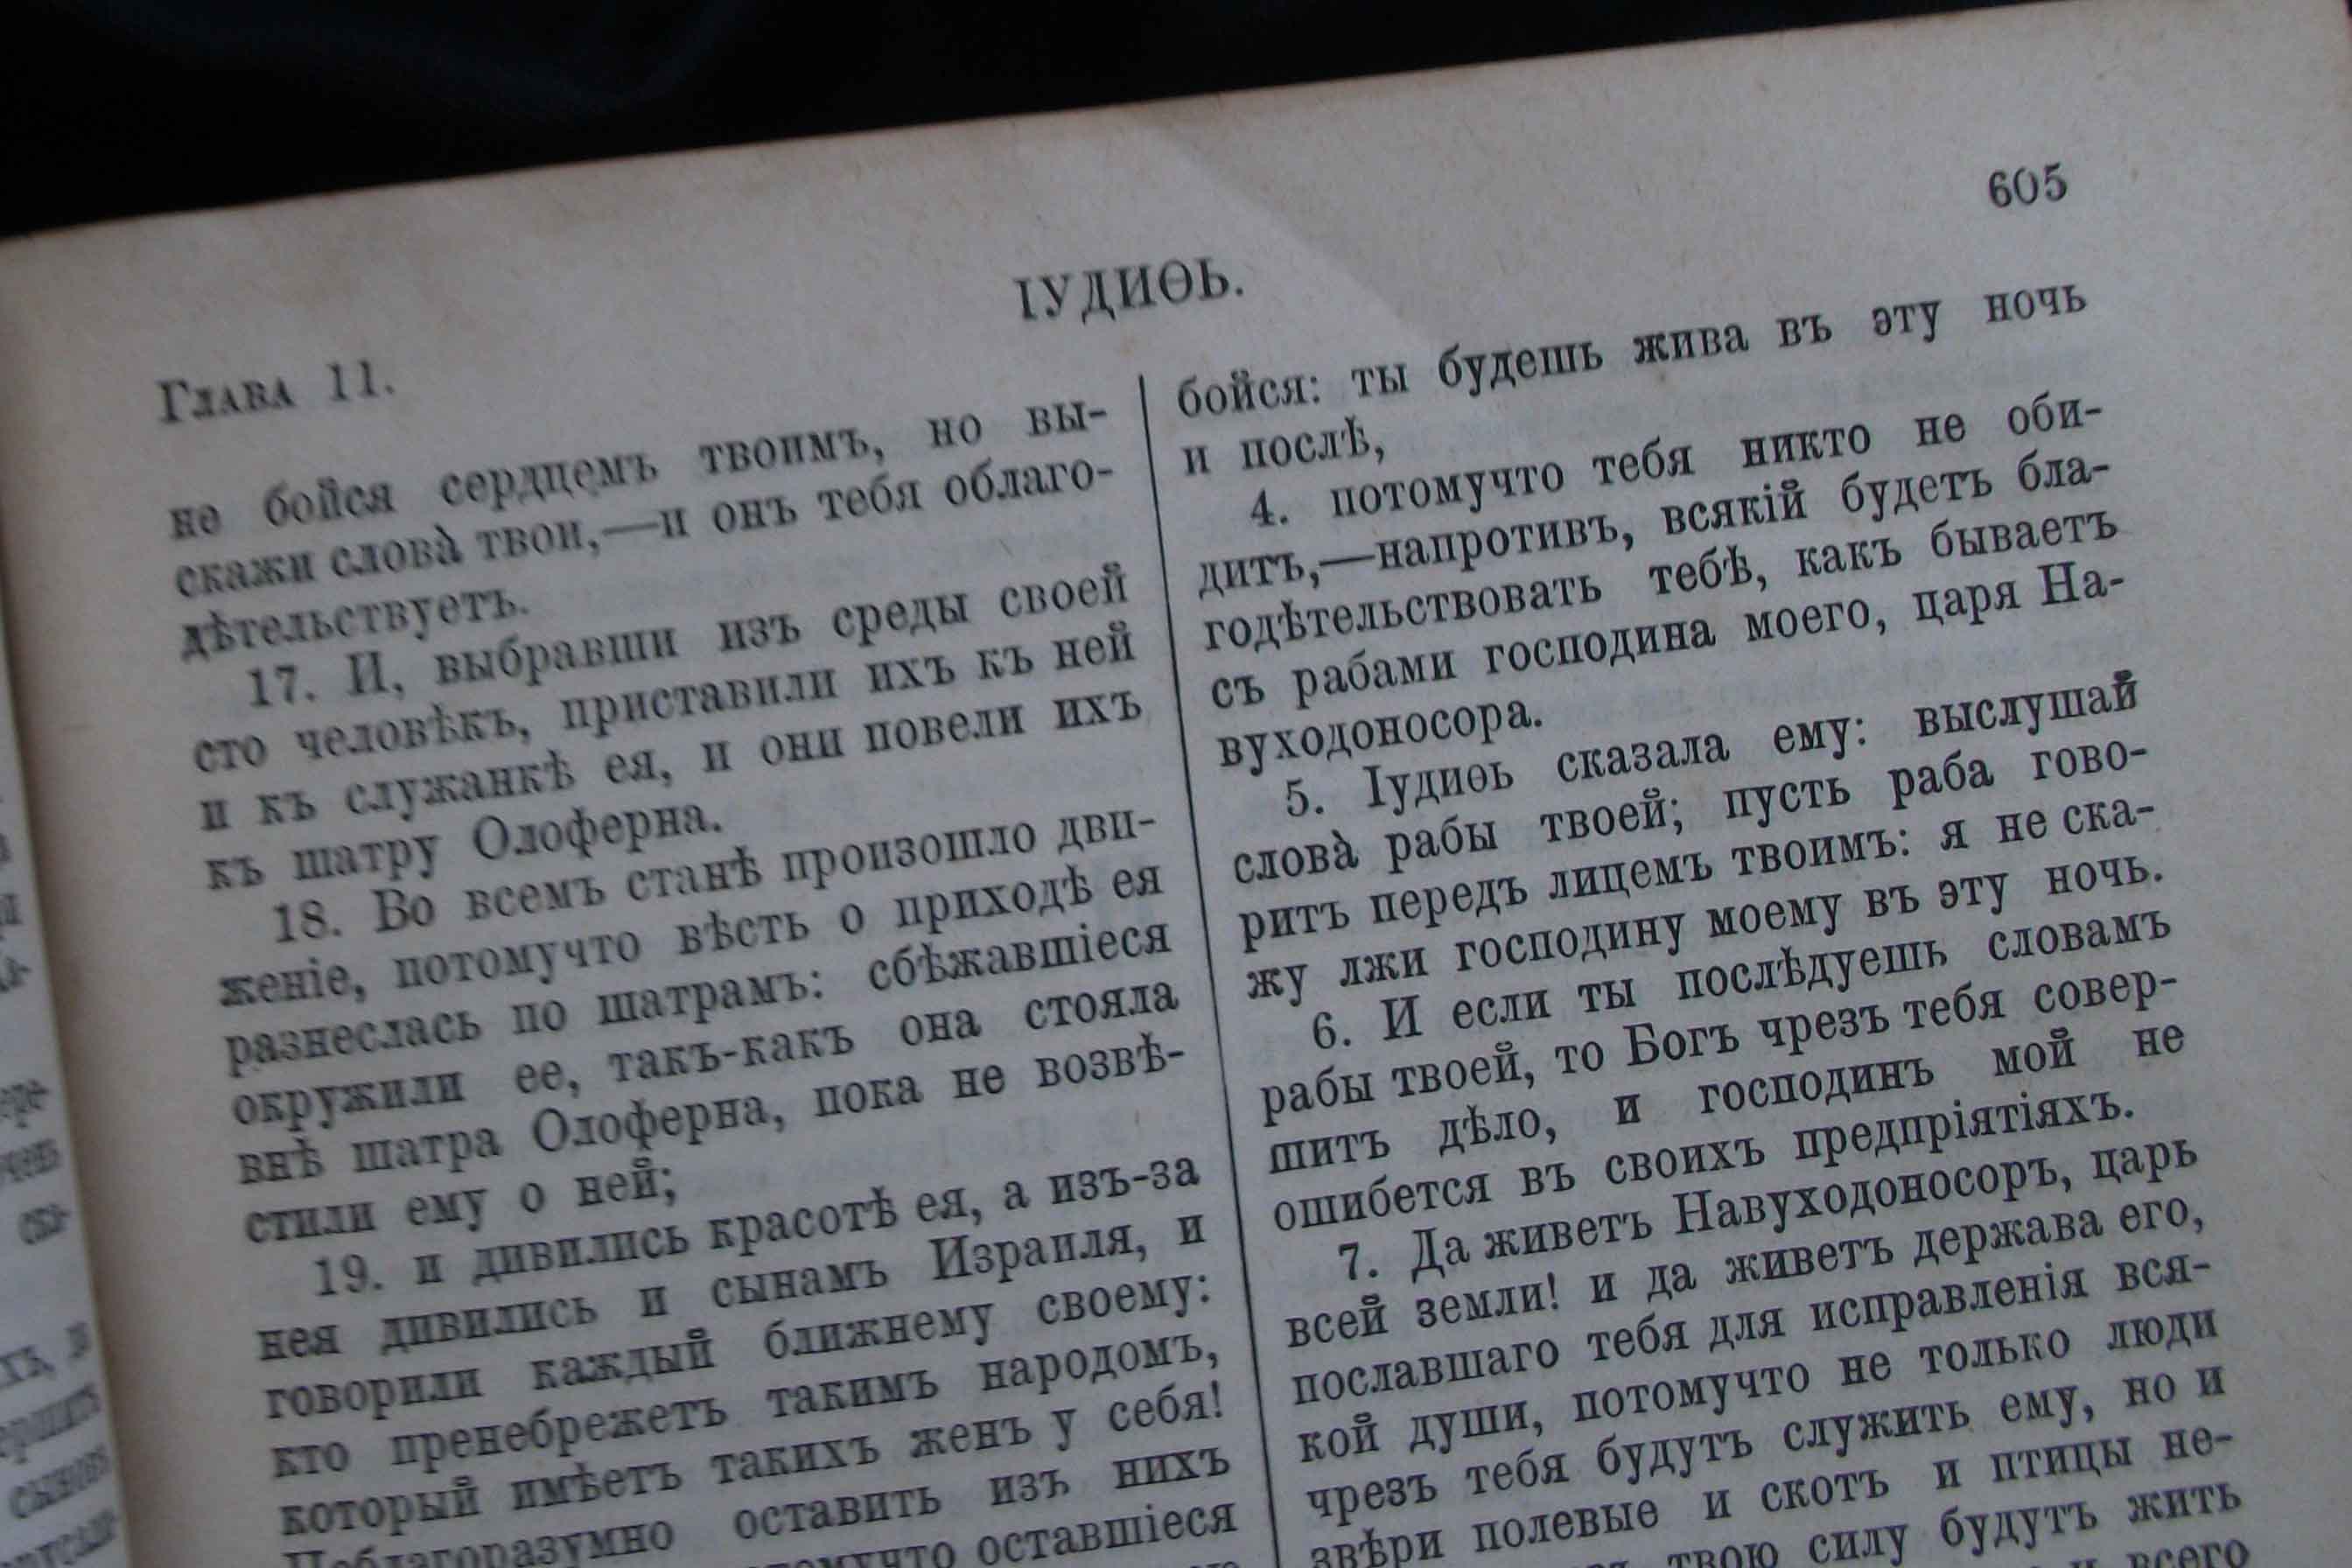 605
ІУДИѲЬ.
Глава 11.
не бойся сердцемъ твоимъ, но вы-
скажи слова̀ твои,—и онъ тебя облаго-
дѣтельствуетъ.
17. И, выбравши изъ среды своей
сто человѣкъ, приставили ихъ къ ней
и къ служанкѣ ея, и они повели ихъ
къ шатру Олоферна.
18. Во всемъ станѣ произошло дви-
женіе, потомучто вѣсть о приходѣ ея
разнеслась по шатрамъ: сбѣжавшіеся
окружили ее, такъ-какъ она стояла
внѣ шатра Олоферна, пока не возвѣ-
стили ему о ней;
19. и дивились красотѣ ея, а изъ-за
нея дивились и сынамъ Израиля, и
говорили каждый ближнему своему:
кто пренебрежетъ такимъ народомъ,
который имѣетъ такихъ женъ у себя!
Неблагоразумно оставить изъ нихъ
оставшіеся
бойся: ты будешь жива въ эту ночь
и послѣ,
4. потомучто тебя никто не оби-
дитъ,—напротивъ, всякій будетъ бла-
годѣтельствовать тебѣ, какъ бываетъ
съ рабами господина моего, царя На-
вуходоносора.
5. Іудиѳь сказала ему: выслушай
слова̀ рабы твоей; пусть раба гово-
ритъ передъ лицемъ твоимъ: я не ска-
жу лжи господину моему въ эту ночь.
6. И если ты послѣдуешь словамъ
рабы твоей, то Богъ чрезъ тебя совер-
шитъ дѣло, и господинъ мой не
ошибется въ своихъ предпріятіяхъ.
7. Да живетъ Навуходоносоръ, царь
всей земли! и да живетъ держава его,
пославшаго тебя для исправленія вся-
кой души, потомучто не только люди
чрезъ тебя будутъ служить ему, но и
звѣри полевые и скотъ и птицы не-
твою силу будутъ жить
и всего